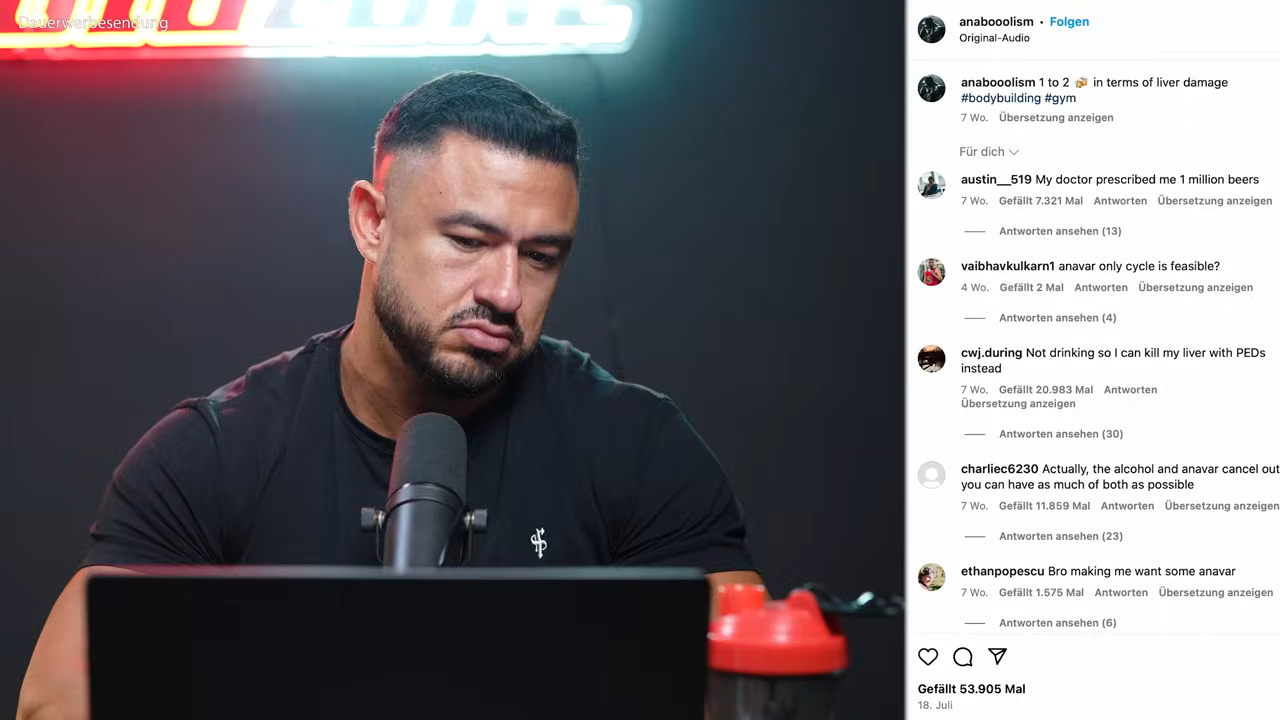 Dauerwerbesendung
anabooolism • Folgen
Original-Audio
anabooolism 1 to 2 🍻 in terms of liver damage
#bodybuilding #gym
7 Wo. Übersetzung anzeigen
Für dich
austin__519 My doctor prescribed me 1 million beers
7 Wo. Gefällt 7.321 Mal Antworten Übersetzung anzeigen
Antworten ansehen (13)
vaibhavkulkarn1 anavar only cycle is feasible?
4 Wo. Gefällt 2 Mal Antworten Übersetzung anzeigen
Antworten ansehen (4)
cwj.during Not drinking so I can kill my liver with PEDs
instead
7 Wo. Gefällt 20.983 Mal Antworten
Übersetzung anzeigen
Antworten ansehen (30)
charliec6230 Actually, the alcohol and anavar cancel out
you can have as much of both as possible
7 Wo. Gefällt 11.859 Mal Antworten Übersetzung anzeigen
Antworten ansehen (23)
ethanpopescu Bro making me want some anavar
7 Wo. Gefällt 1.575 Mal Antworten Übersetzung anzeigen
Antworten ansehen (6)
Gefällt 53.905 Mal
18. Juli